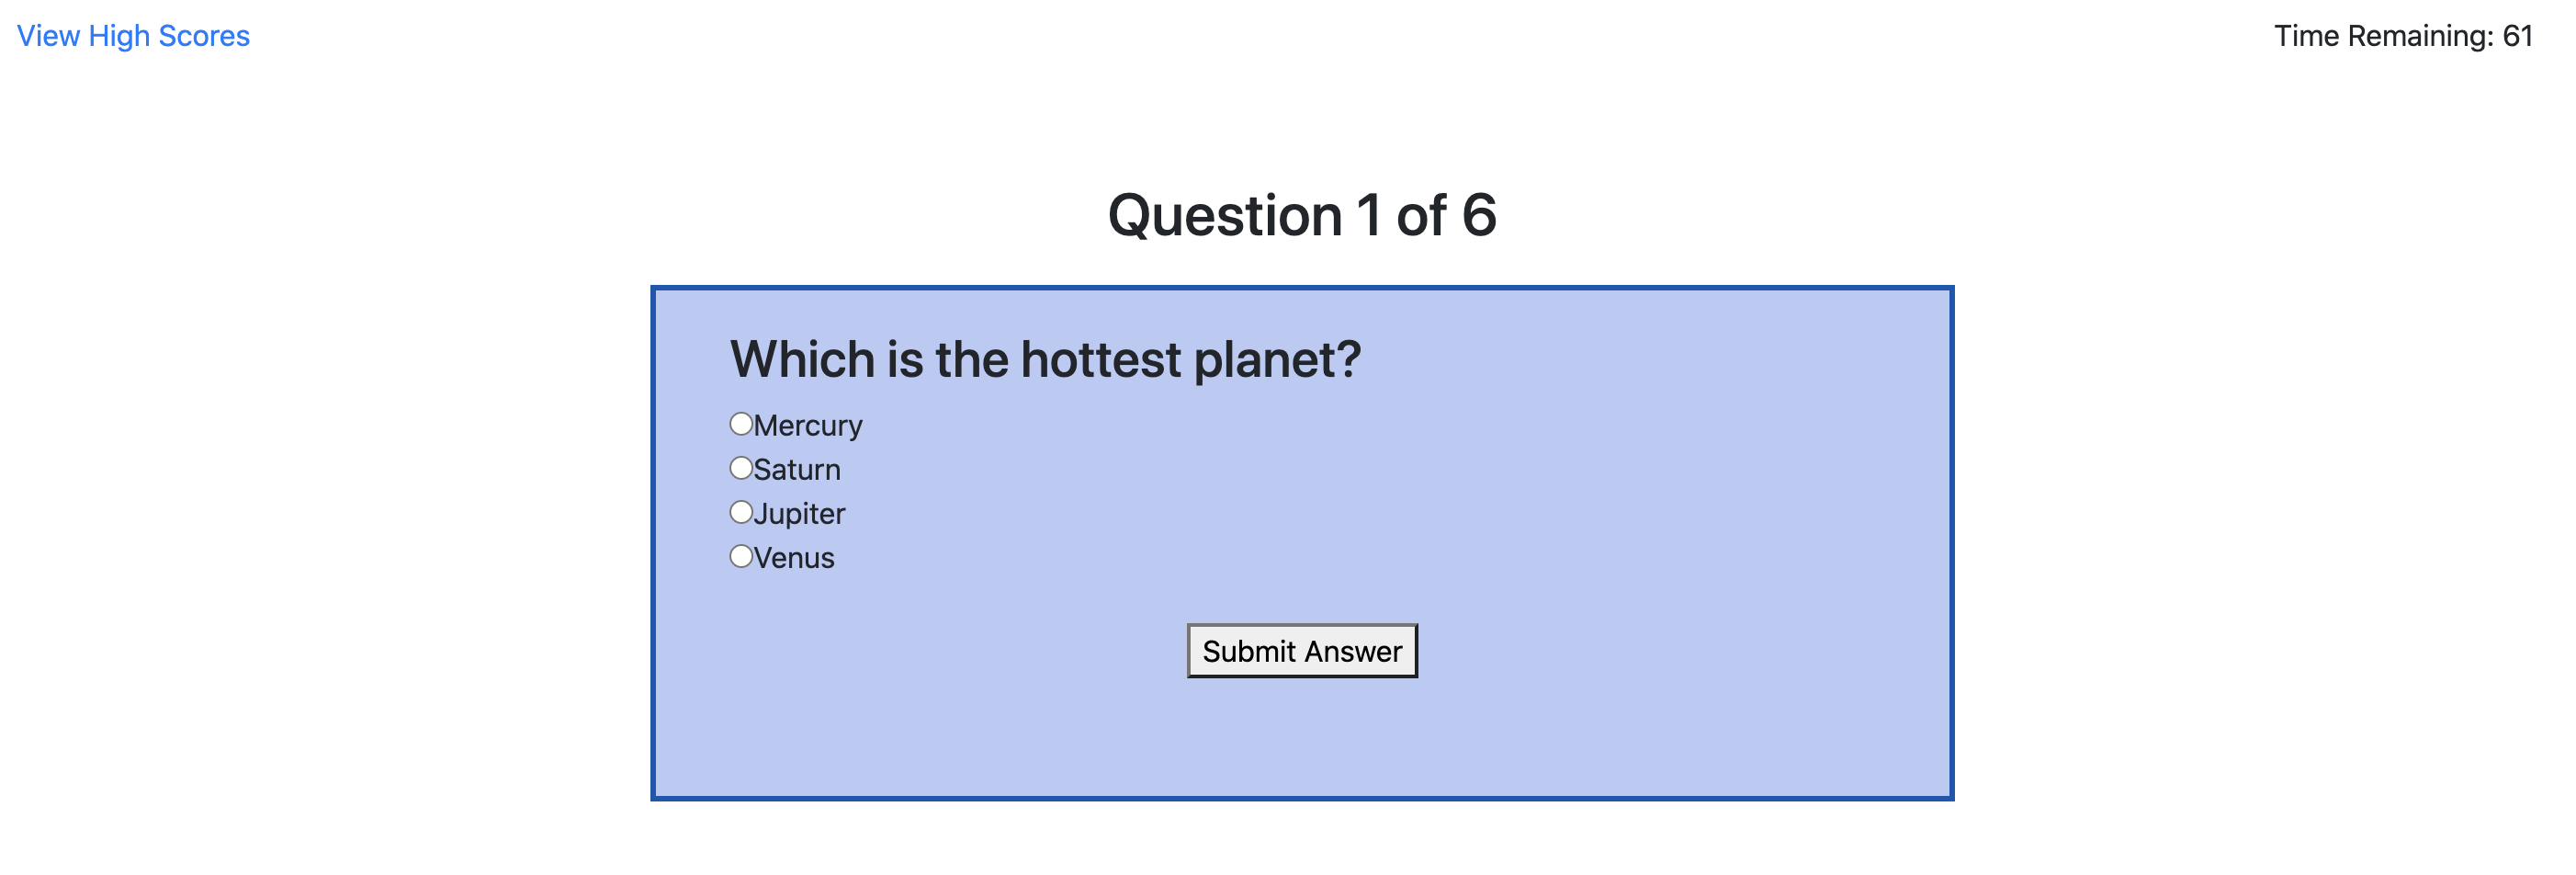 View High Scores
Time Remaining: 61
Question 1 of 6
Which is the hottest planet?
Mercury
Saturn
Jupiter
Venus
Submit Answer